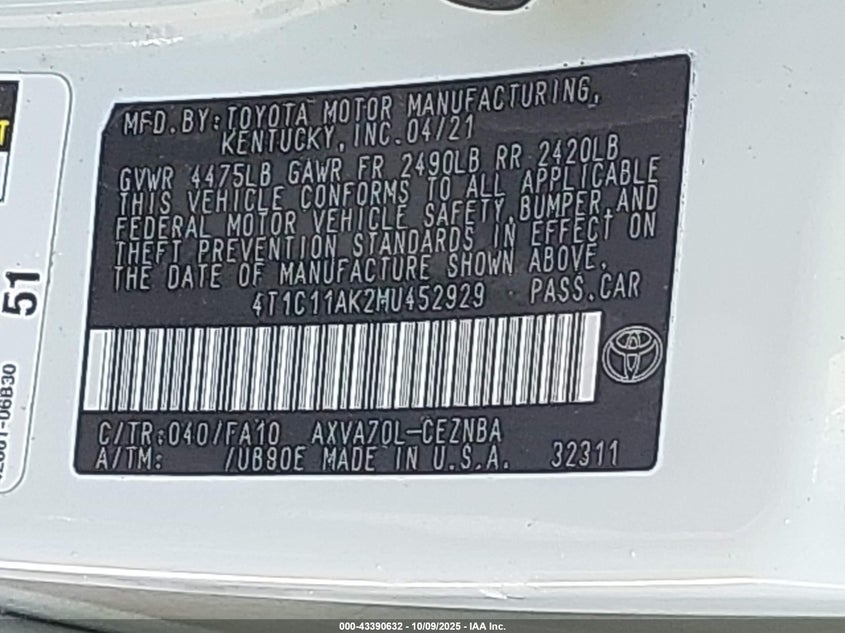 MFD.BY:TOYOTA MOTOR MANUFACTURING,
KENTUCKY, INC. 04/21
GVWR 4475LB GAWR FR 2490LB RR 2420LB
THIS VEHICLE CONFORMS TO ALL APPLICABLE
FEDERAL MOTOR VEHICLE SAFETY, BUMPER, AND
THEFT PREVENTION STANDARDS IN EFFECT ON
THE DATE OF MANUFACTURE SHOWN ABOVE.
4T1C11AK2MU452929 PASS.CAR
C/TR:040/FA10 AXVA70L-CEZNBA
A/TM: /UB80E MADE IN U.S.A. 32311
51
000-43390632 - 10/09/2025 - IAA Inc.